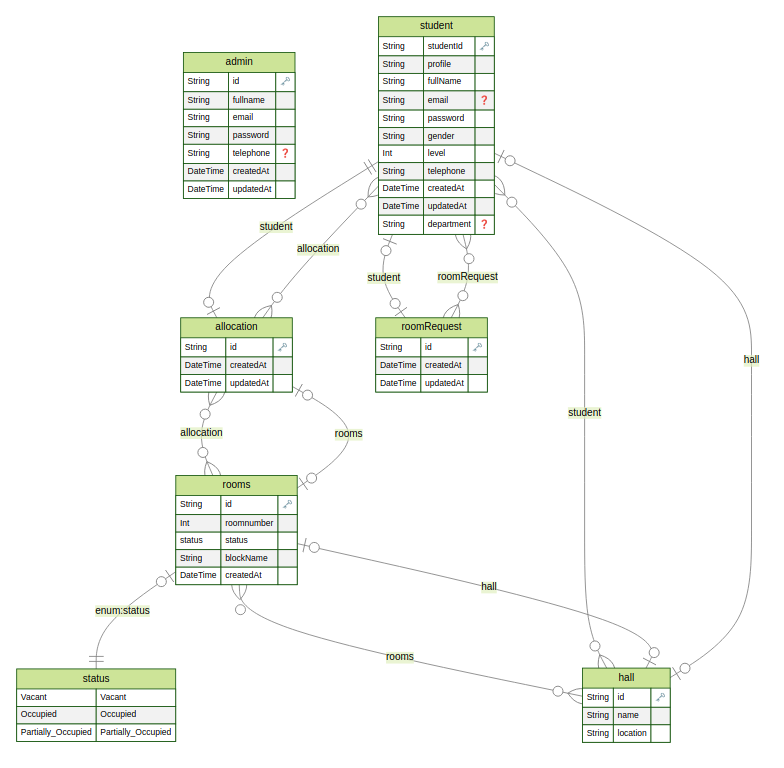 student
String studentId
String profile
String fullName
String email ?
String password
String gender
Int level
String telephone
DateTime createdAt
DateTime updatedAt
String department ?
admin
String id
String fullname
String email
String password
String telephone ?
DateTime createdAt
DateTime updatedAt
student
allocation
student
roomRequest
hall
student
allocation
String id
DateTime createdAt
DateTime updatedAt
roomRequest
String id
DateTime createdAt
DateTime updatedAt
allocation
rooms
rooms
String id
Int roomnumber
status status
String blockName
DateTime createdAt
hall
enum:status
rooms
status
Vacant Vacant
Occupied Occupied
Partially_Occupied Partially_Occupied
hall
String id
String name
String location